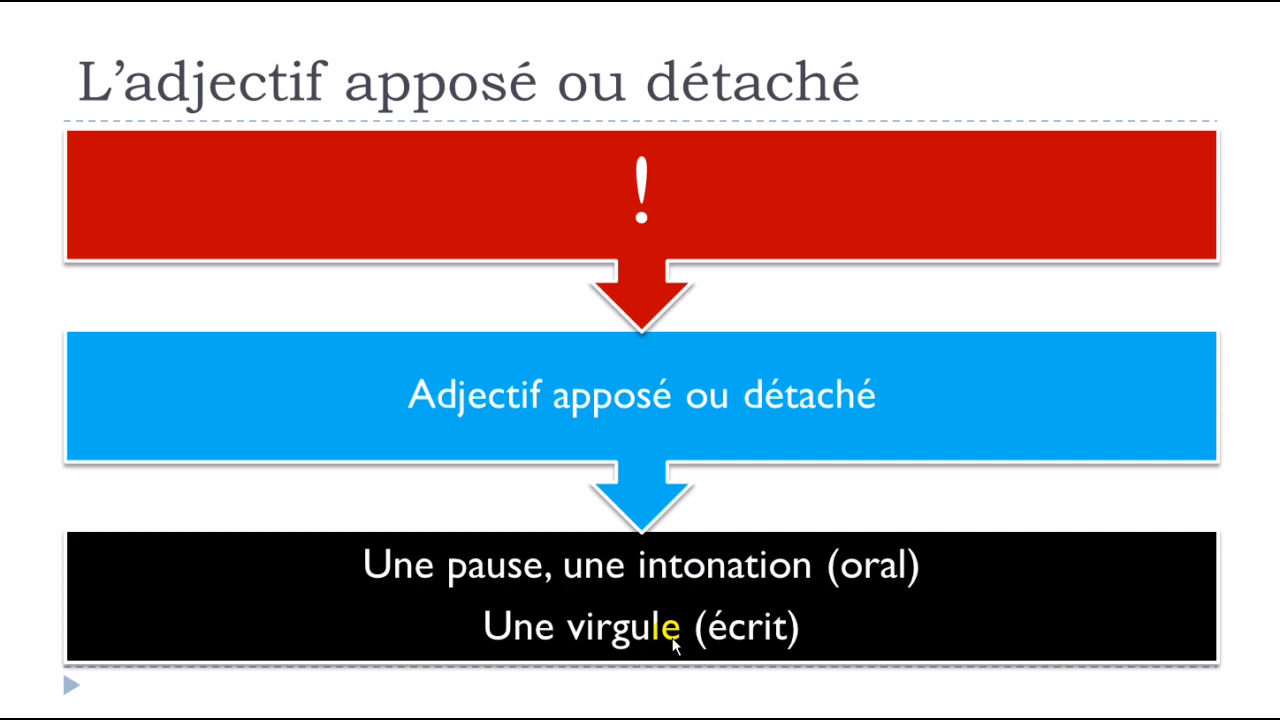 L’adjectif apposé ou détaché
!
Adjectif apposé ou détaché
Une pause, une intonation (oral)
Une virgule (écrit)